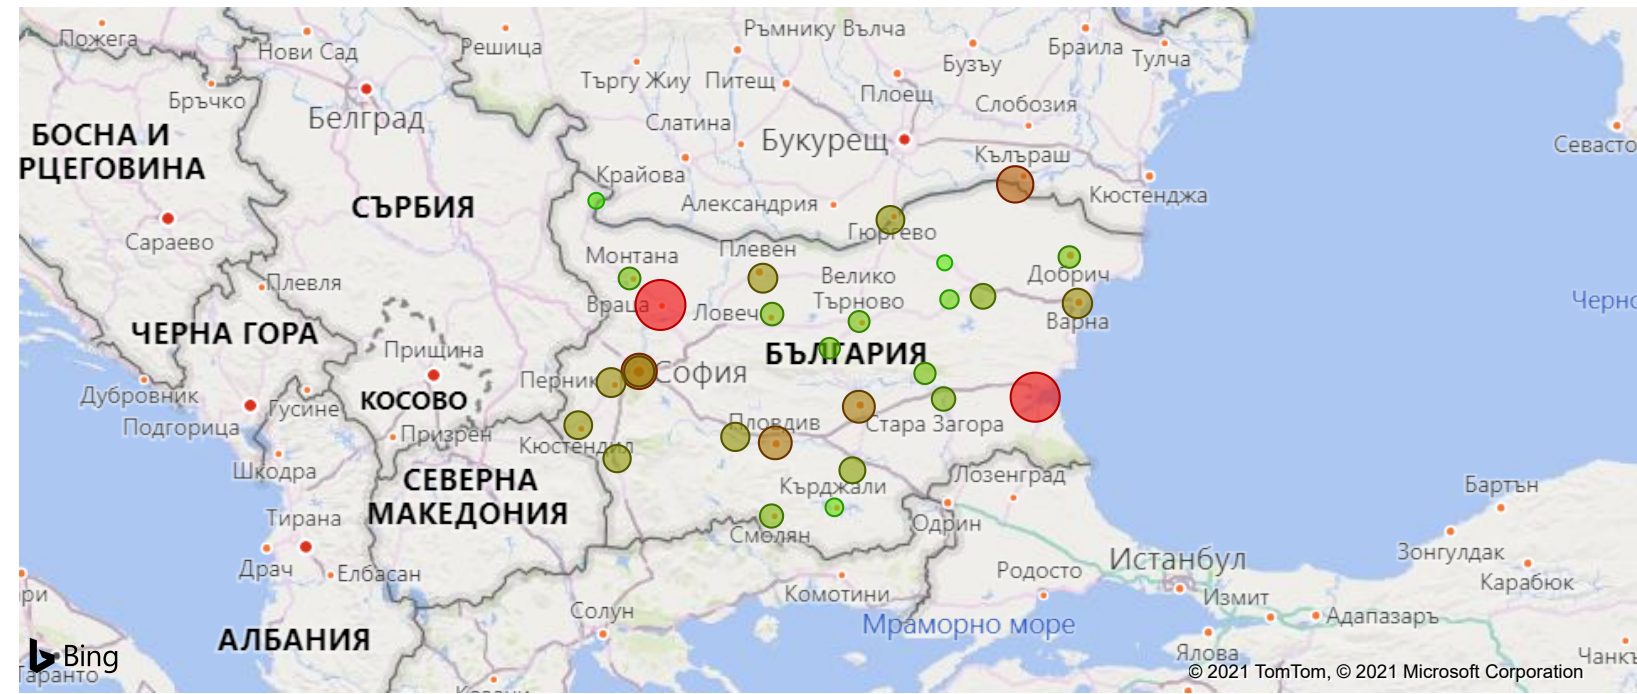 Пожега
Нови Сад
Решица
Ръмнику Вълча
Браила
Тулча
Бузъу
Търгу Жиу
Питещ
Плоещ
Слобозия
Бръчко
Белград
Слатина
Букурещ
Севасто
БОСНА И
РЦЕГОВИНА
Кълъраш
Крайова
Кюстенджа
СЪРБИЯ
Александрия
Сараево
Гюргево
Монтана
Плевен
Велико
Търново
Добрич
Плевля
Враца
Ловеч
Варна
Черно
ЧЕРНА ГОРА
Прищина
БЪЛГАРИЯ
Перник
София
Дубровник
Гусине
КОСОВО
Подгорица
Призрен
Кюстендил
Пловдив
Стара Загора
Шкодра
СЕВЕРНА
МАКЕДОНИЯ
Кърджали
Лозенград
Бартън
Тирана
Смолян
Одрин
Истанбул
Зонгулдак
Драч
Елбасан
Родосто
Карабюк
ри
Солун
Комотини
Измит
Адапазаръ
Мраморно море
АЛБАНИЯ
Ялова
Чанкъ
Bing
Таранто
© 2021 TomTom, © 2021 Microsoft Corporation